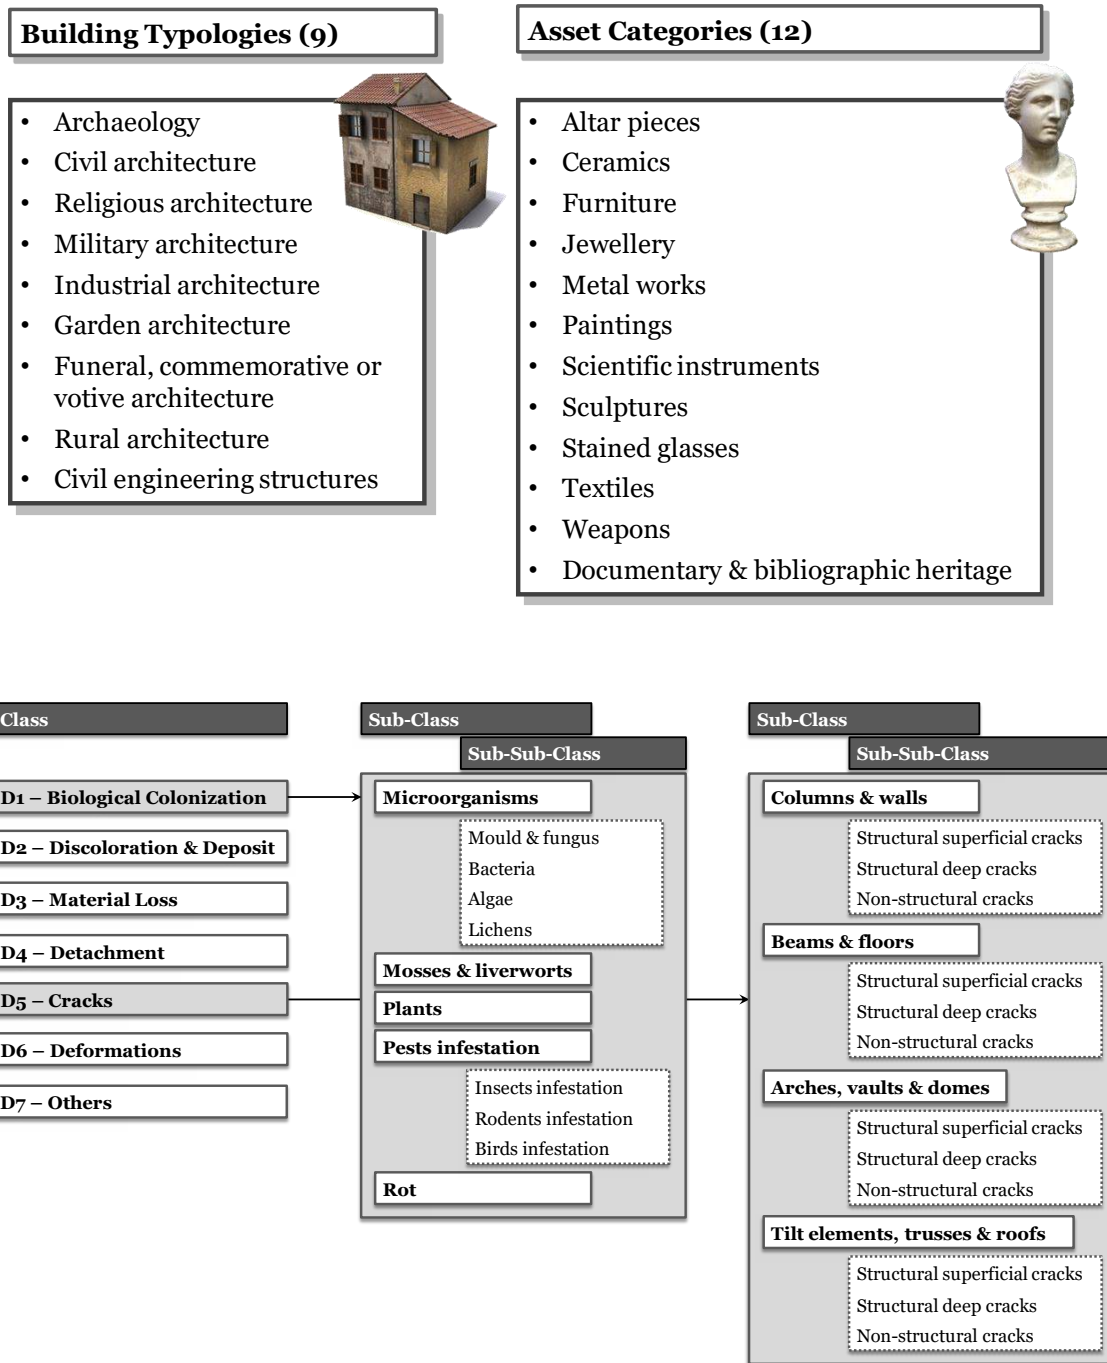 Building Typologies (9)
• Archaeology
• Civil architecture
• Religious architecture
• Military architecture
• Industrial architecture
• Garden architecture
• Funeral, commemorative or
votive architecture
• Rural architecture
• Civil engineering structures
Asset Categories (12)
• Altar pieces
• Ceramics
• Furniture
• Jewellery
• Metal works
• Paintings
• Scientific instruments
• Sculptures
• Stained glasses
• Textiles
• Weapons
• Documentary & bibliographic heritage
Class
D1 – Biological Colonization
D2 – Discoloration & Deposit
D3 – Material Loss
D4 – Detachment
D5 – Cracks
D6 – Deformations
D7 – Others
Sub-Class
Sub-Sub-Class
Microorganisms
Mould & fungus
Bacteria
Algae
Lichens
Mosses & liverworts
Plants
Pests infestation
Insects infestation
Rodents infestation
Birds infestation
Rot
Sub-Class
Sub-Sub-Class
Columns & walls
Structural superficial cracks
Structural deep cracks
Non-structural cracks
Beams & floors
Structural superficial cracks
Structural deep cracks
Non-structural cracks
Arches, vaults & domes
Structural superficial cracks
Structural deep cracks
Non-structural cracks
Tilt elements, trusses & roofs
Structural superficial cracks
Structural deep cracks
Non-structural cracks